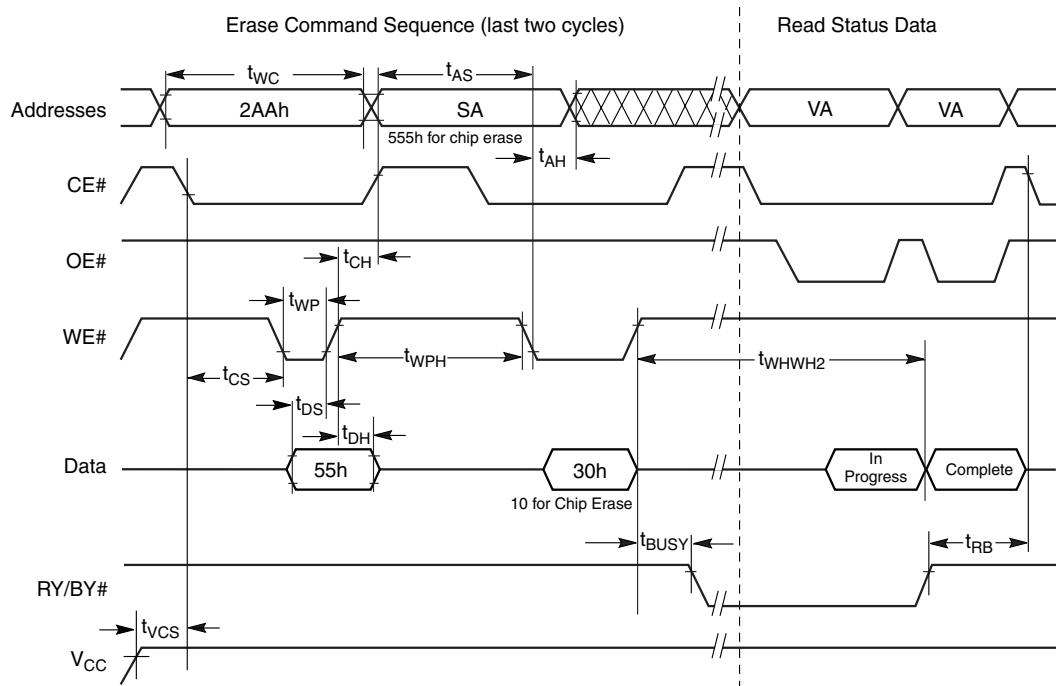 Erase Command Sequence (last two cycles)
Read Status Data
tWC
tAS
Addresses
2AAh
SA
VA
VA
555h for chip erase
tAH
CE#
OE#
tCH
tWP
WE#
tWPH
tWHWH2
tCS
tDS
tDH
Data
55h
30h
In
Progress
Complete
10 for Chip Erase
tBUSY
tRB
RY/BY#
tVCS
VCC